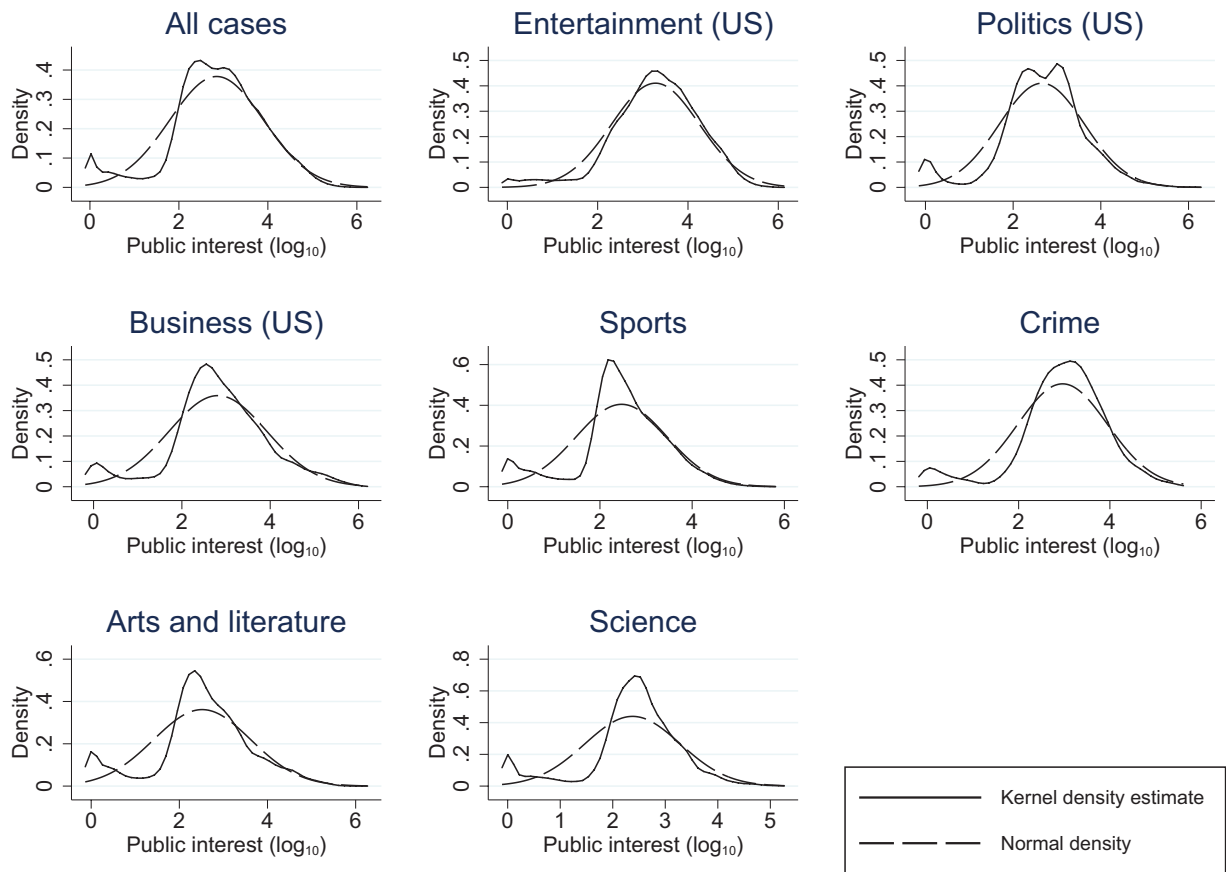 All cases
Density
0 .1 .2 .3 .4
0 2 4 6
Public interest (log₁₀)
Entertainment (US)
Density
0 .1 .2 .3 .4 .5
0 2 4 6
Public interest (log₁₀)
Politics (US)
Density
0 .1 .2 .3 .4 .5
0 2 4 6
Public interest (log₁₀)
Business (US)
Density
0 .1 .2 .3 .4 .5
0 2 4 6
Public interest (log₁₀)
Sports
Density
0 .2 .4 .6
0 2 4 6
Public interest (log₁₀)
Crime
Density
0 .1 .2 .3 .4 .5
0 2 4 6
Public interest (log₁₀)
Arts and literature
Density
0 .2 .4 .6
0 2 4 6
Public interest (log₁₀)
Science
Density
0 .2 .4 .6 .8
0 1 2 3 4 5
Public interest (log₁₀)
Kernel density estimate
Normal density